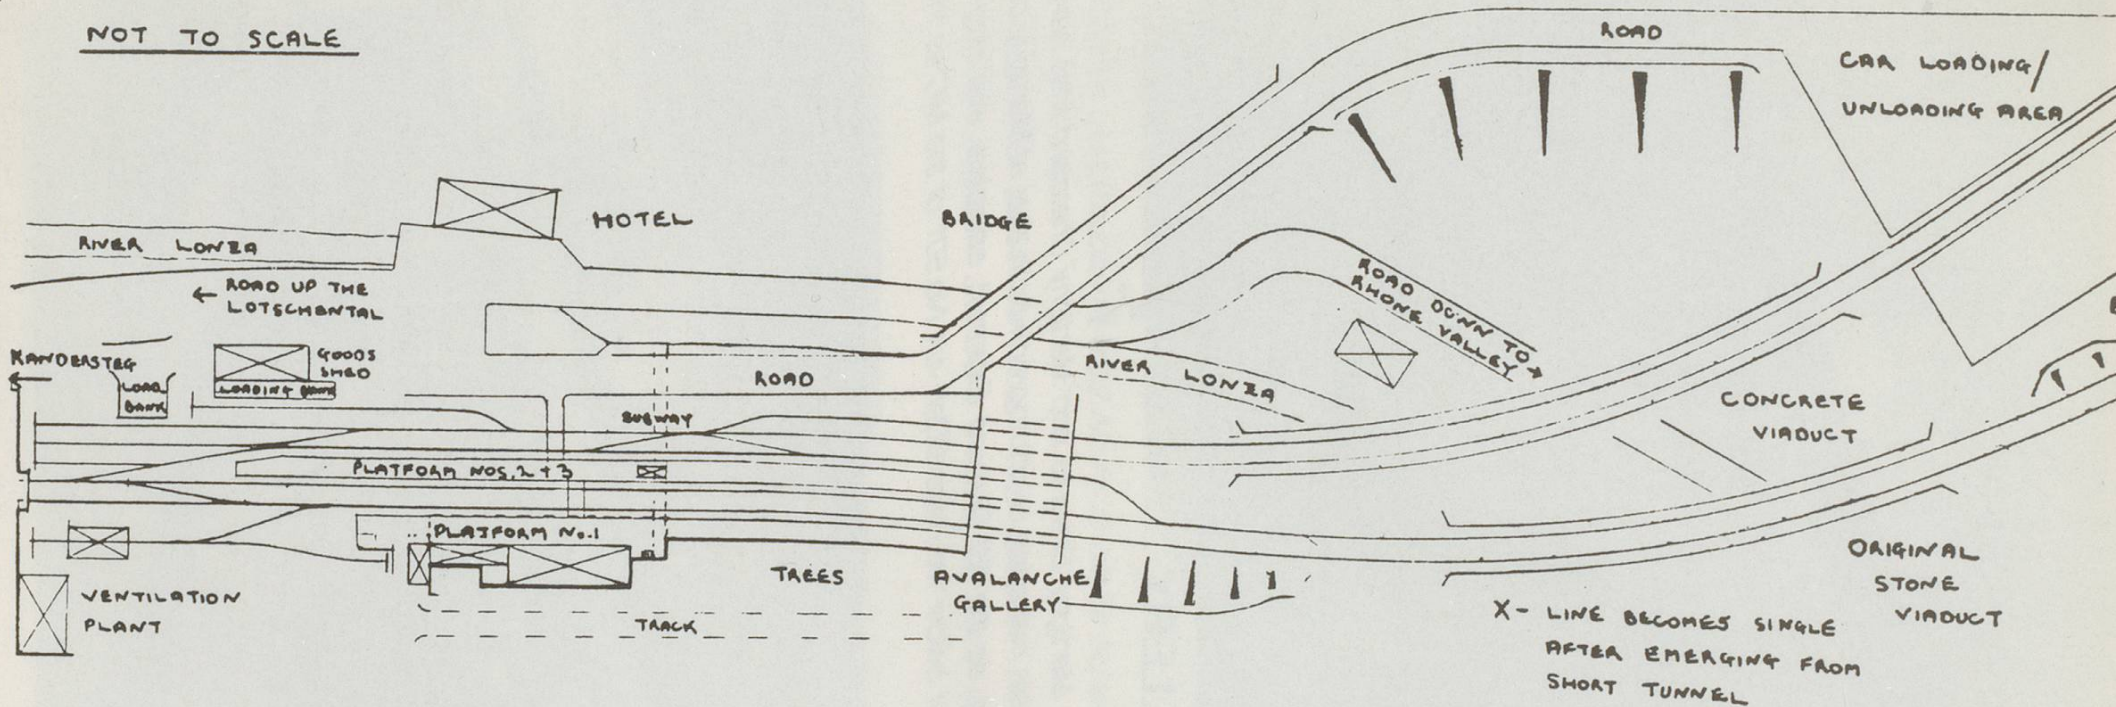 NOT TO SCALE
ROAD
CAR LOADING/
UNLOADING AREA
HOTEL
BRIDGE
RIVER LONZA
← ROAD UP THE
LOTSCHENTAL
ROAD DOWN TO
RHONE VALLEY →
KANDERSTEG
←
GOODS
SHED
LOADING BANK
LOAD
BANK
ROAD
RIVER LONZA
SUBWAY
CONCRETE
VIADUCT
PLATFORM NOS. 2 + 3
PLATFORM No. 1
VENTILATION
PLANT
TREES
AVALANCHE
GALLERY
TRACK
ORIGINAL
STONE
VIADUCT
X - LINE BECOMES SINGLE
AFTER EMERGING FROM
SHORT TUNNEL